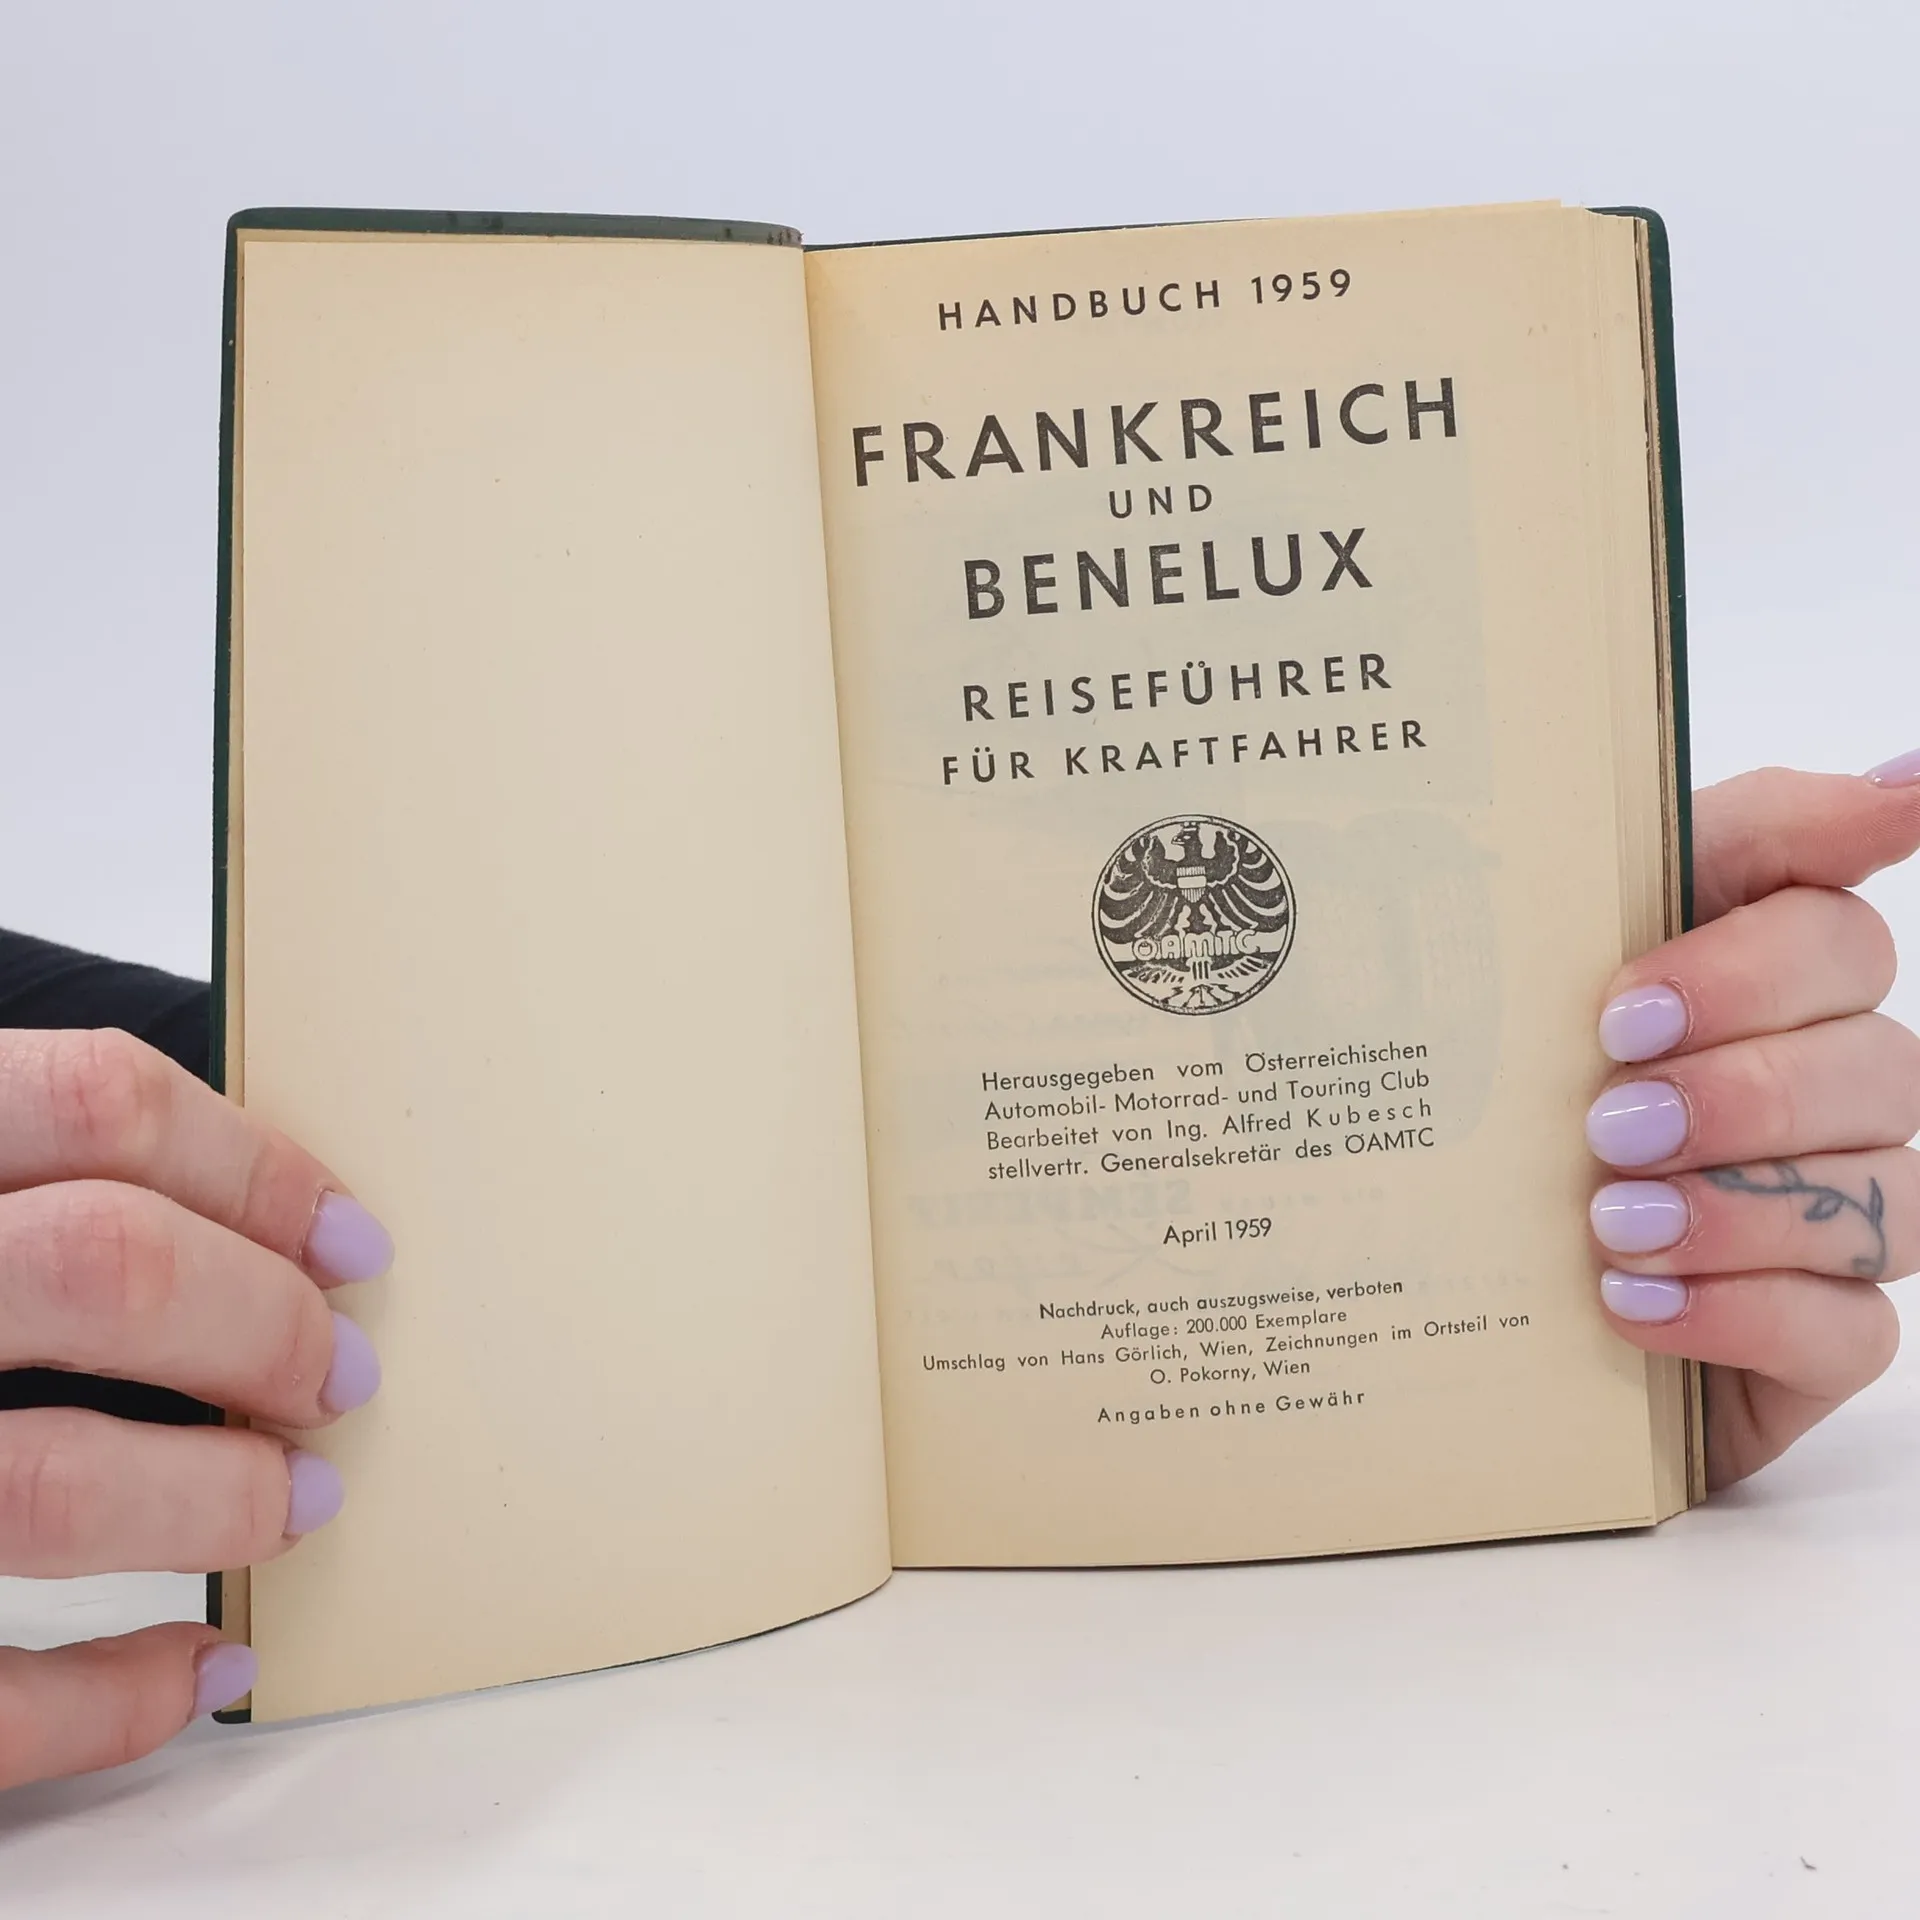 HANDBUCH 1959
FRANKREICH
UND
BENELUX
REISEFÜHRER
FÜR KRAFTFAHRER
ÖAMTC
Herausgegeben vom Österreichischen
Automobil- Motorrad- und Touring Club
Bearbeitet von Ing. Alfred Kubesch
stellvertr. Generalsekretär des ÖAMTC
April 1959
Nachdruck, auch auszugsweise, verboten
Auflage: 200.000 Exemplare
Umschlag von Hans Görlich, Wien, Zeichnungen im Ortsteil von
O. Pokorny, Wien
Angaben ohne Gewähr